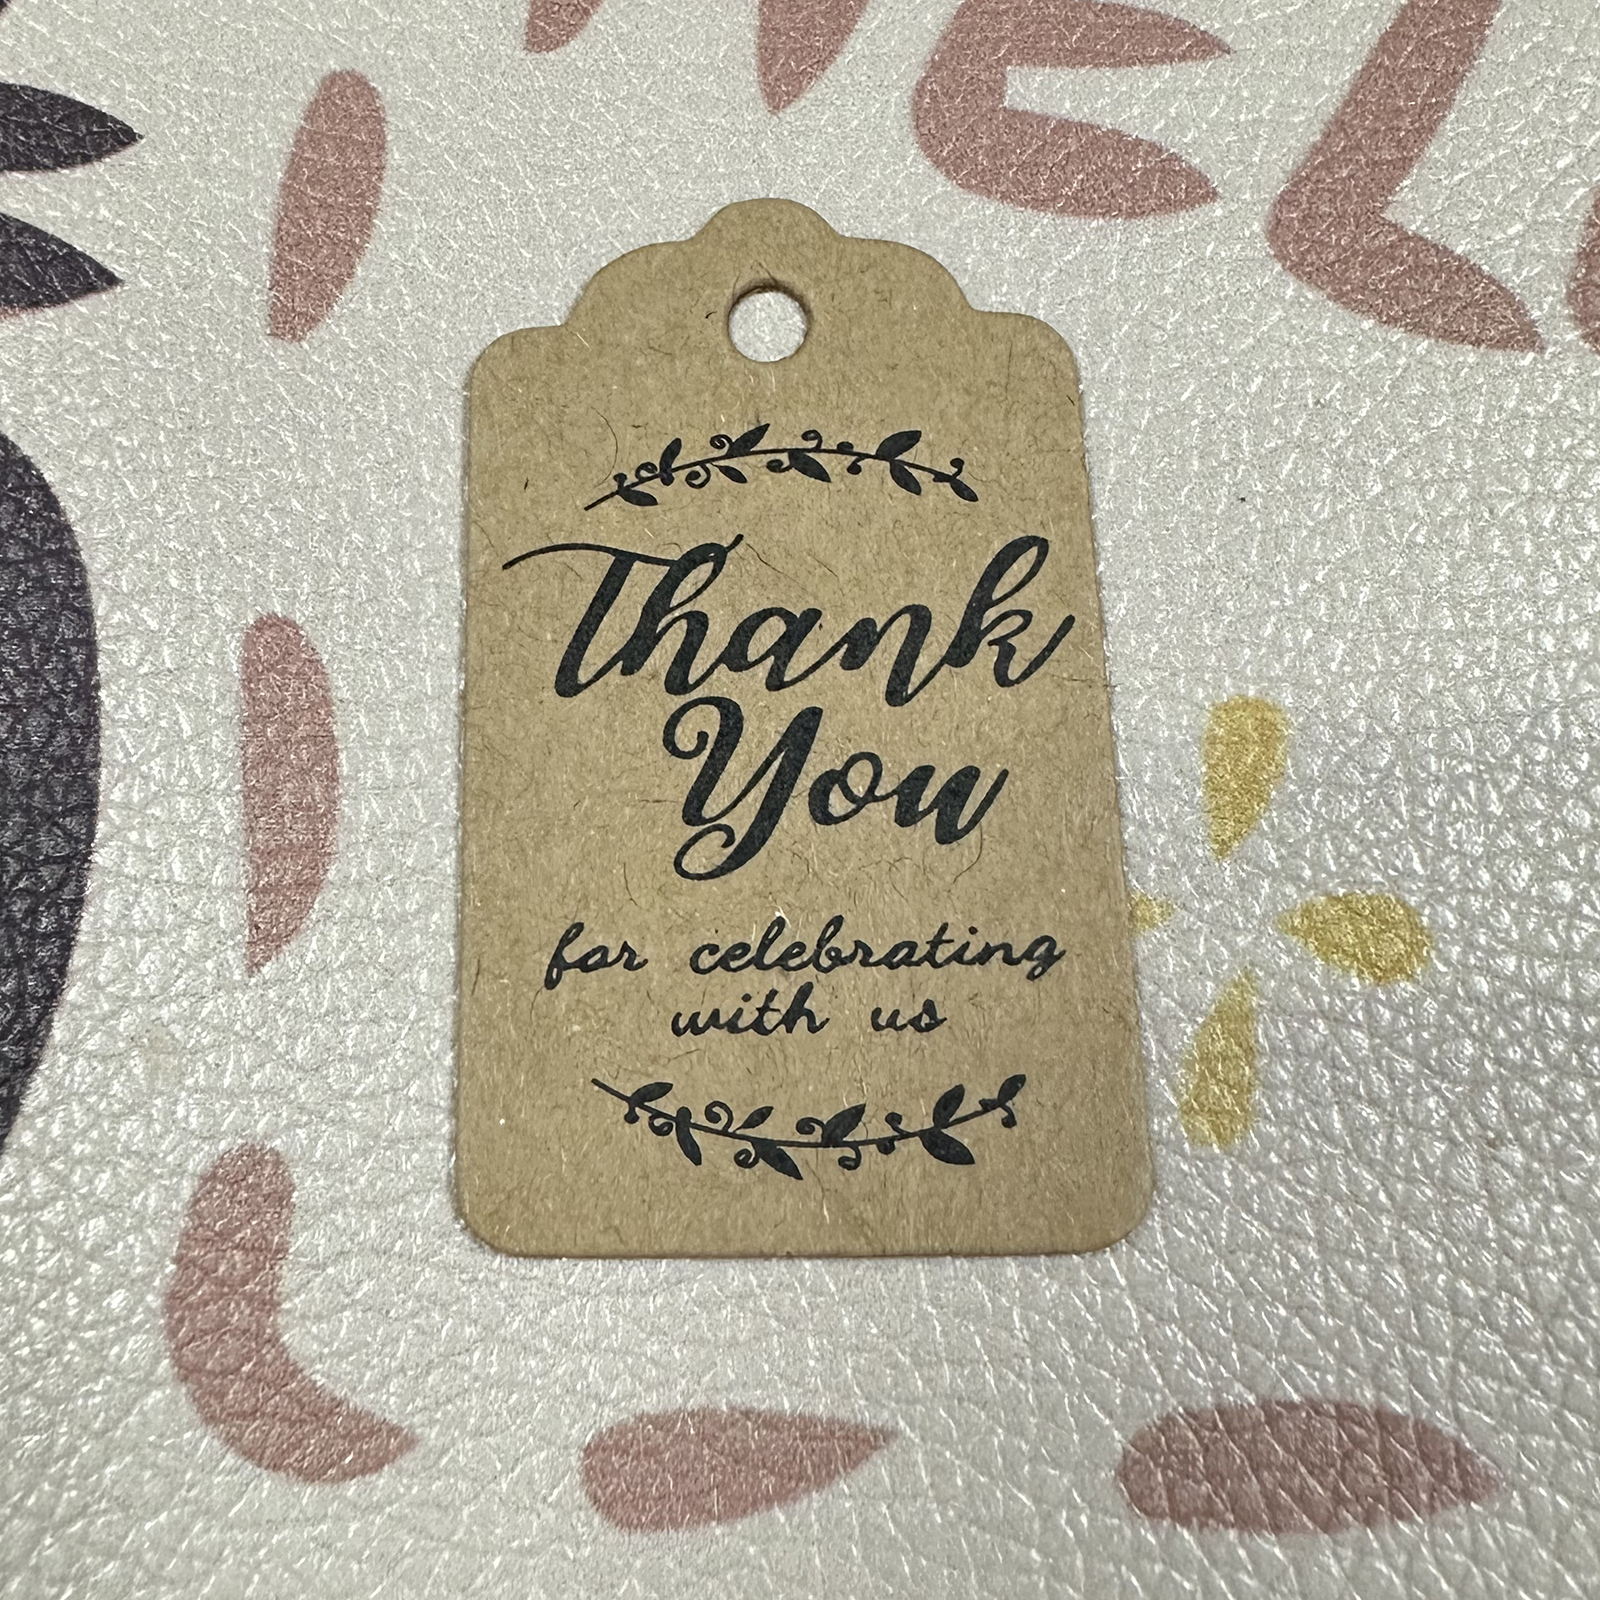 Thank
You
for celebrating
with us